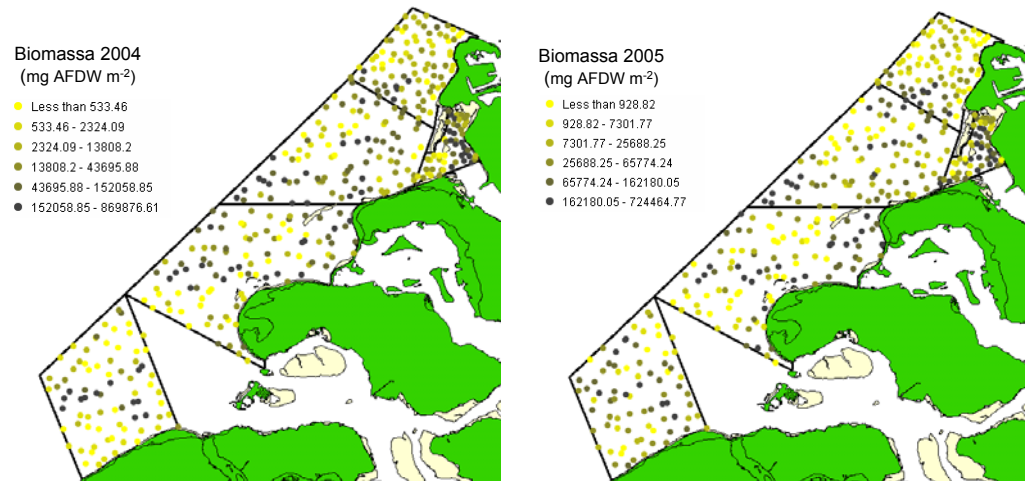 Biomassa 2004
(mg AFDW m-2)
Less than 533.46
533.46 - 2324.09
2324.09 - 13808.2
13808.2 - 43695.88
43695.88 - 152058.85
152058.85 - 869876.61
Biomassa 2005
(mg AFDW m-2)
Less than 928.82
928.82 - 7301.77
7301.77 - 25688.25
25688.25 - 65774.24
65774.24 - 162180.05
162180.05 - 724464.77